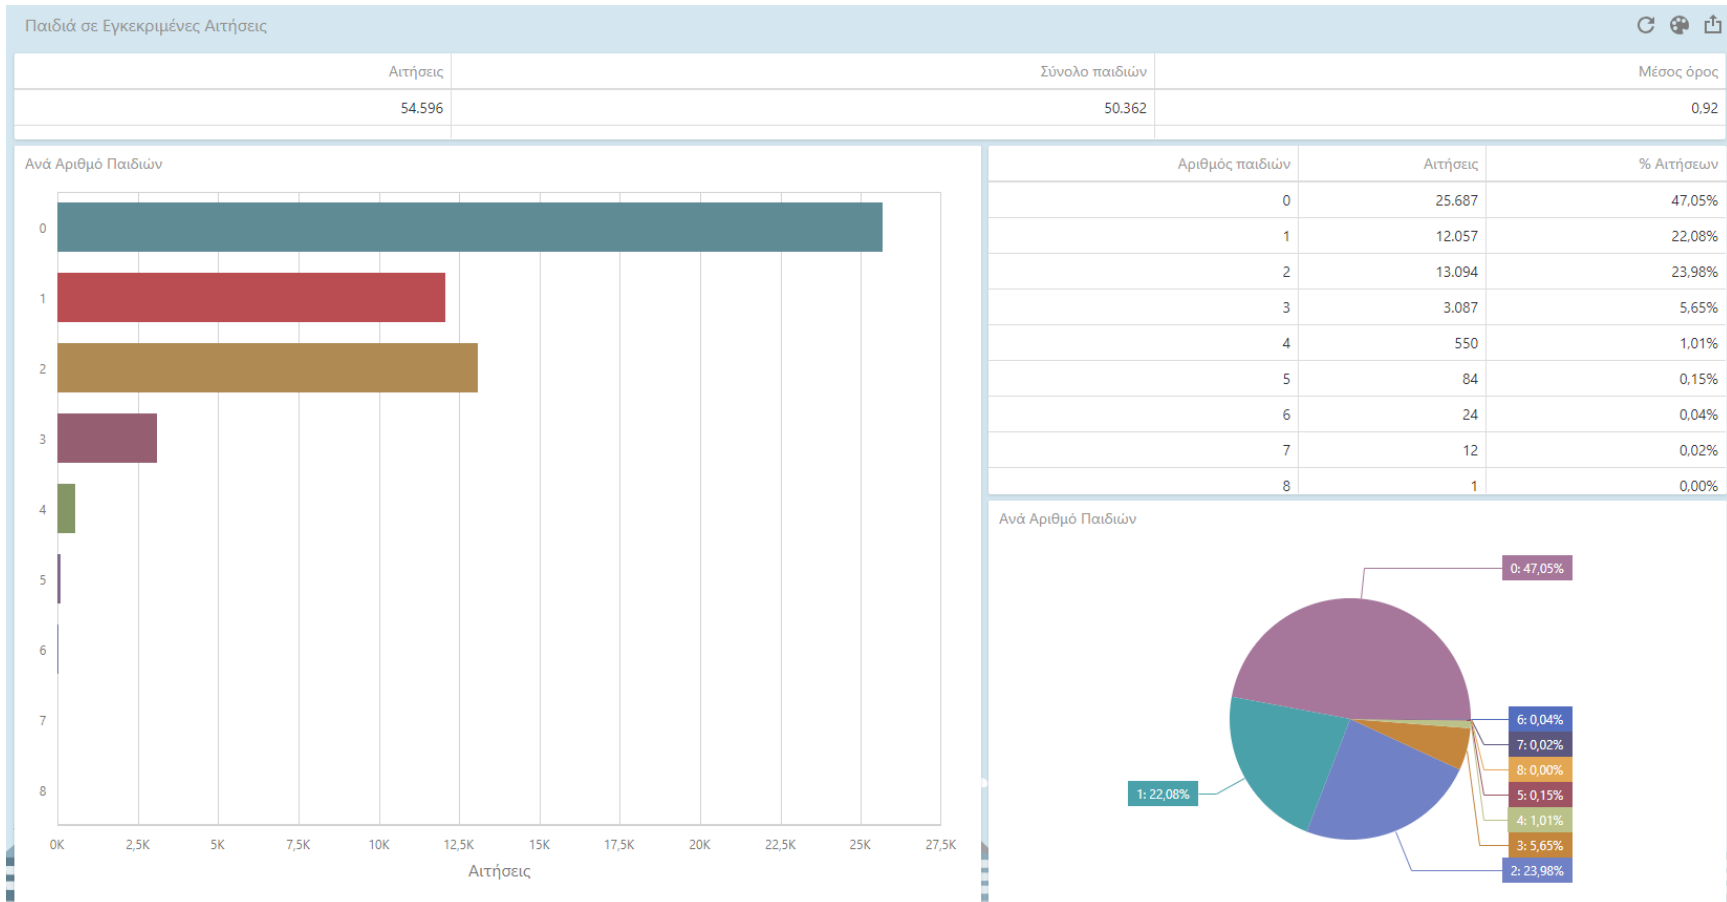 Παιδιά σε Εγκεκριμένες Αιτήσεις
Αιτήσεις Σύνολο παιδιών Μέσος όρος
54.596 50.362 0,92
Ανά Αριθμό Παιδιών
0
1
2
3
4
5
6
7
8
0K 2,5K 5K 7,5K 10K 12,5K 15K 17,5K 20K 22,5K 25K 27,5K
Αιτήσεις
Αριθμός παιδιών Αιτήσεις % Αιτήσεων
0 25.687 47,05%
1 12.057 22,08%
2 13.094 23,98%
3 3.087 5,65%
4 550 1,01%
5 84 0,15%
6 24 0,04%
7 12 0,02%
8 1 0,00%
Ανά Αριθμό Παιδιών
0: 47,05%
6: 0,04%
7: 0,02%
8: 0,00%
5: 0,15%
4: 1,01%
3: 5,65%
2: 23,98%
1: 22,08%